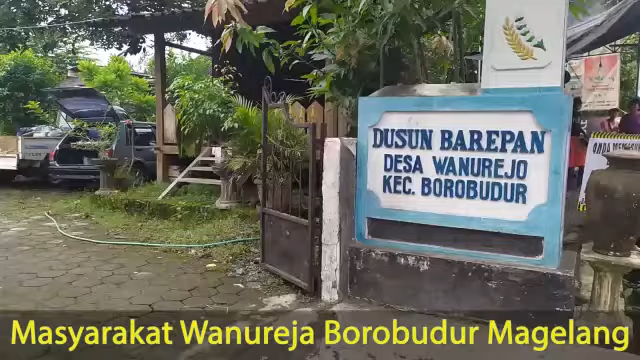 DUSUN BAREPAN
DESA WANUREJO
KEC. BOROBUDUR
Masyarakat Wanureja Borobudur Magelang